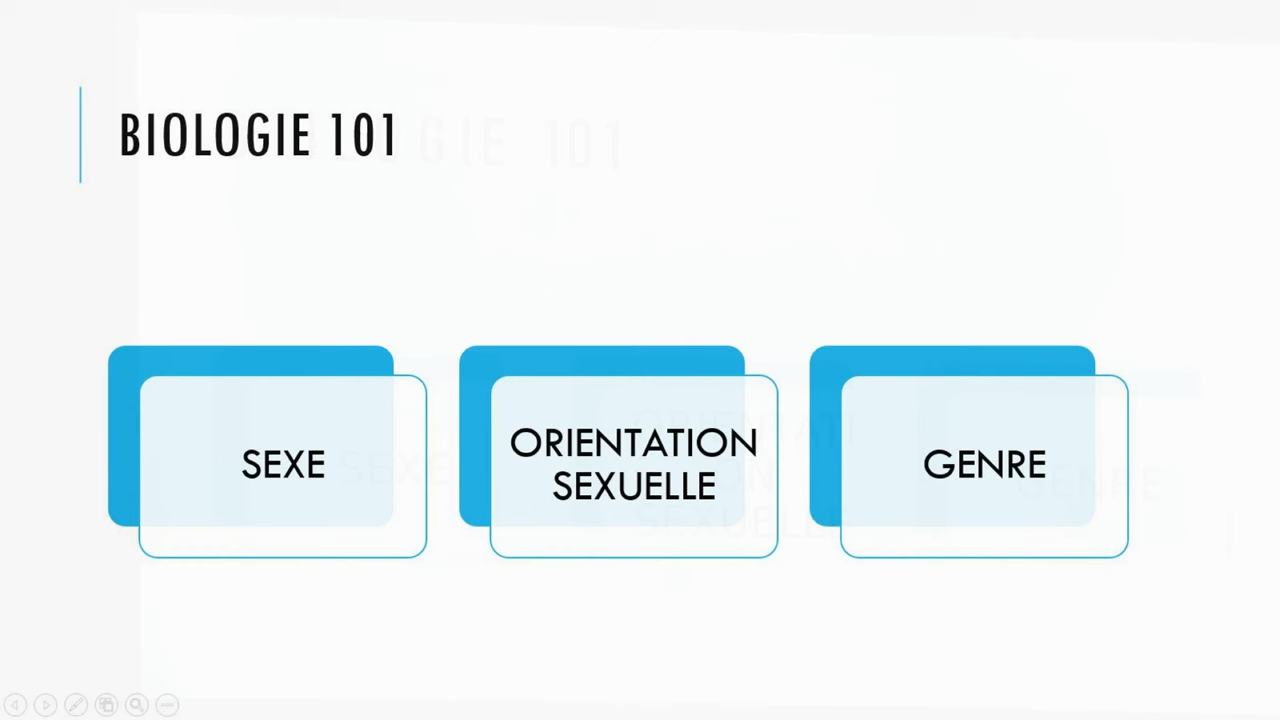 BIOLOGIE 101
SEXE
ORIENTATION
SEXUELLE
GENRE